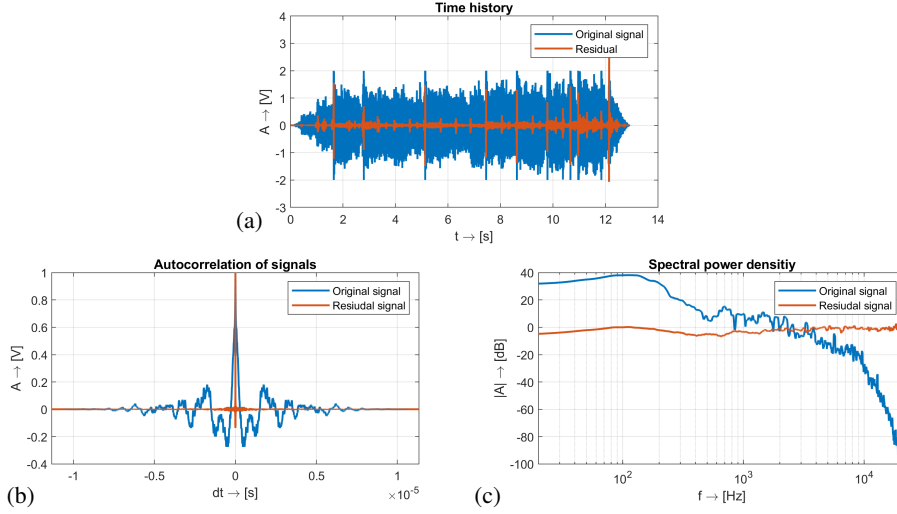 Time history
4
3
2
1
0
-1
-2
-3
A → [V]
Original signal
Residual
0 2 4 6 8 10 12 14
t → [s]
(a)
Autocorrelation of signals
1
0.8
0.6
0.4
0.2
0
-0.2
-0.4
A → [V]
Original signal
Resiudal signal
-1 -0.5 0 0.5 1
×10⁻⁵
dt → [s]
(b)
Spectral power densitiy
40
20
0
-20
-40
-60
-80
-100
|A| → [dB]
Original signal
Resiudal signal
10² 10³ 10⁴
f → [Hz]
(c)